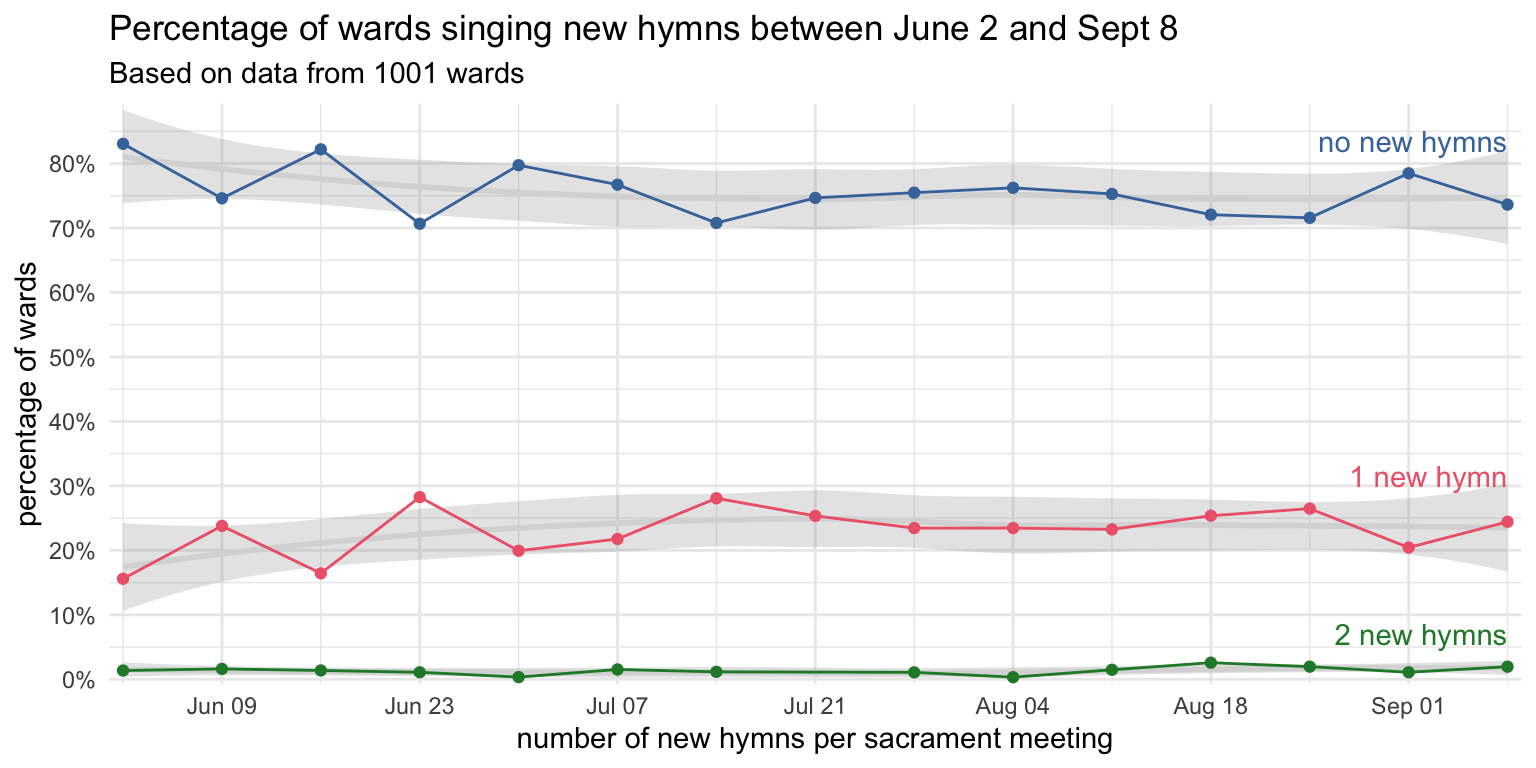 Percentage of wards singing new hymns between June 2 and Sept 8
Based on data from 1001 wards
percentage of wards
80%
70%
60%
50%
40%
30%
20%
10%
0%
no new hymns
1 new hymn
2 new hymns
Jun 09 Jun 23 Jul 07 Jul 21 Aug 04 Aug 18 Sep 01
number of new hymns per sacrament meeting